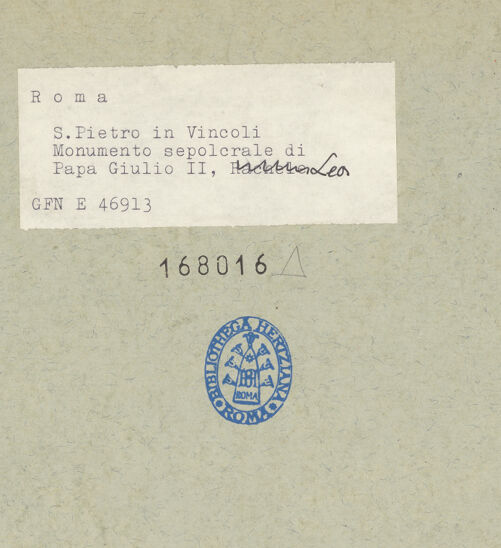 R o m a
S.Pietro in Vincoli
Monumento sepolcrale di
Papa Giulio II, Lea
GFN E 46913
168016
BIBLIOTHECA HERTZIANA
ROMA
ROMA